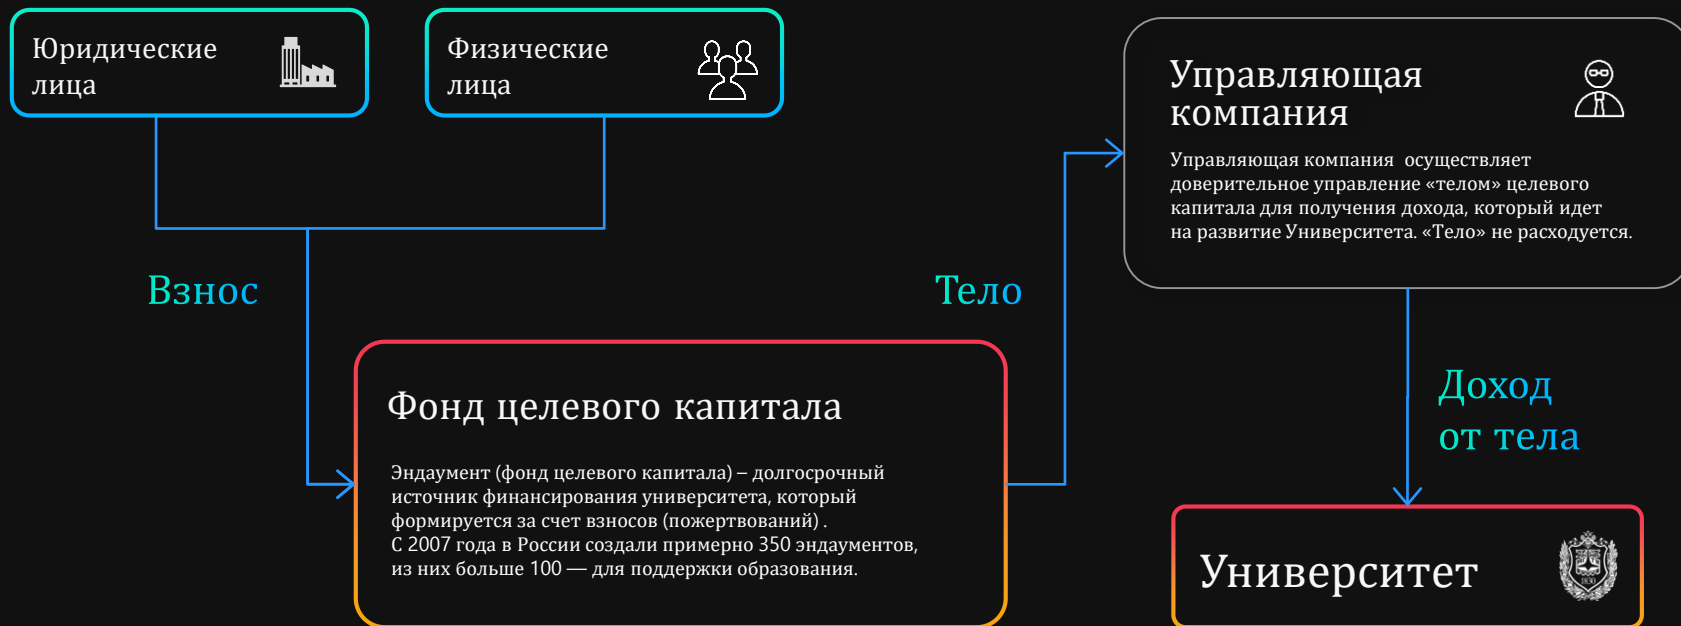 Юридические
лица
Физические
лица
Управляющая
компания
Управляющая компания осуществляет
доверительное управление «телом» целевого
капитала для получения дохода, который идет
на развитие Университета. «Тело» не расходуется.
Взнос
Тело
Фонд целевого капитала
Эндаумент (фонд целевого капитала) – долгосрочный
источник финансирования университета, который
формируется за счет взносов (пожертвований) .
С 2007 года в России создали примерно 350 эндаументов,
из них больше 100 — для поддержки образования.
Доход
от тела
Университет
1830